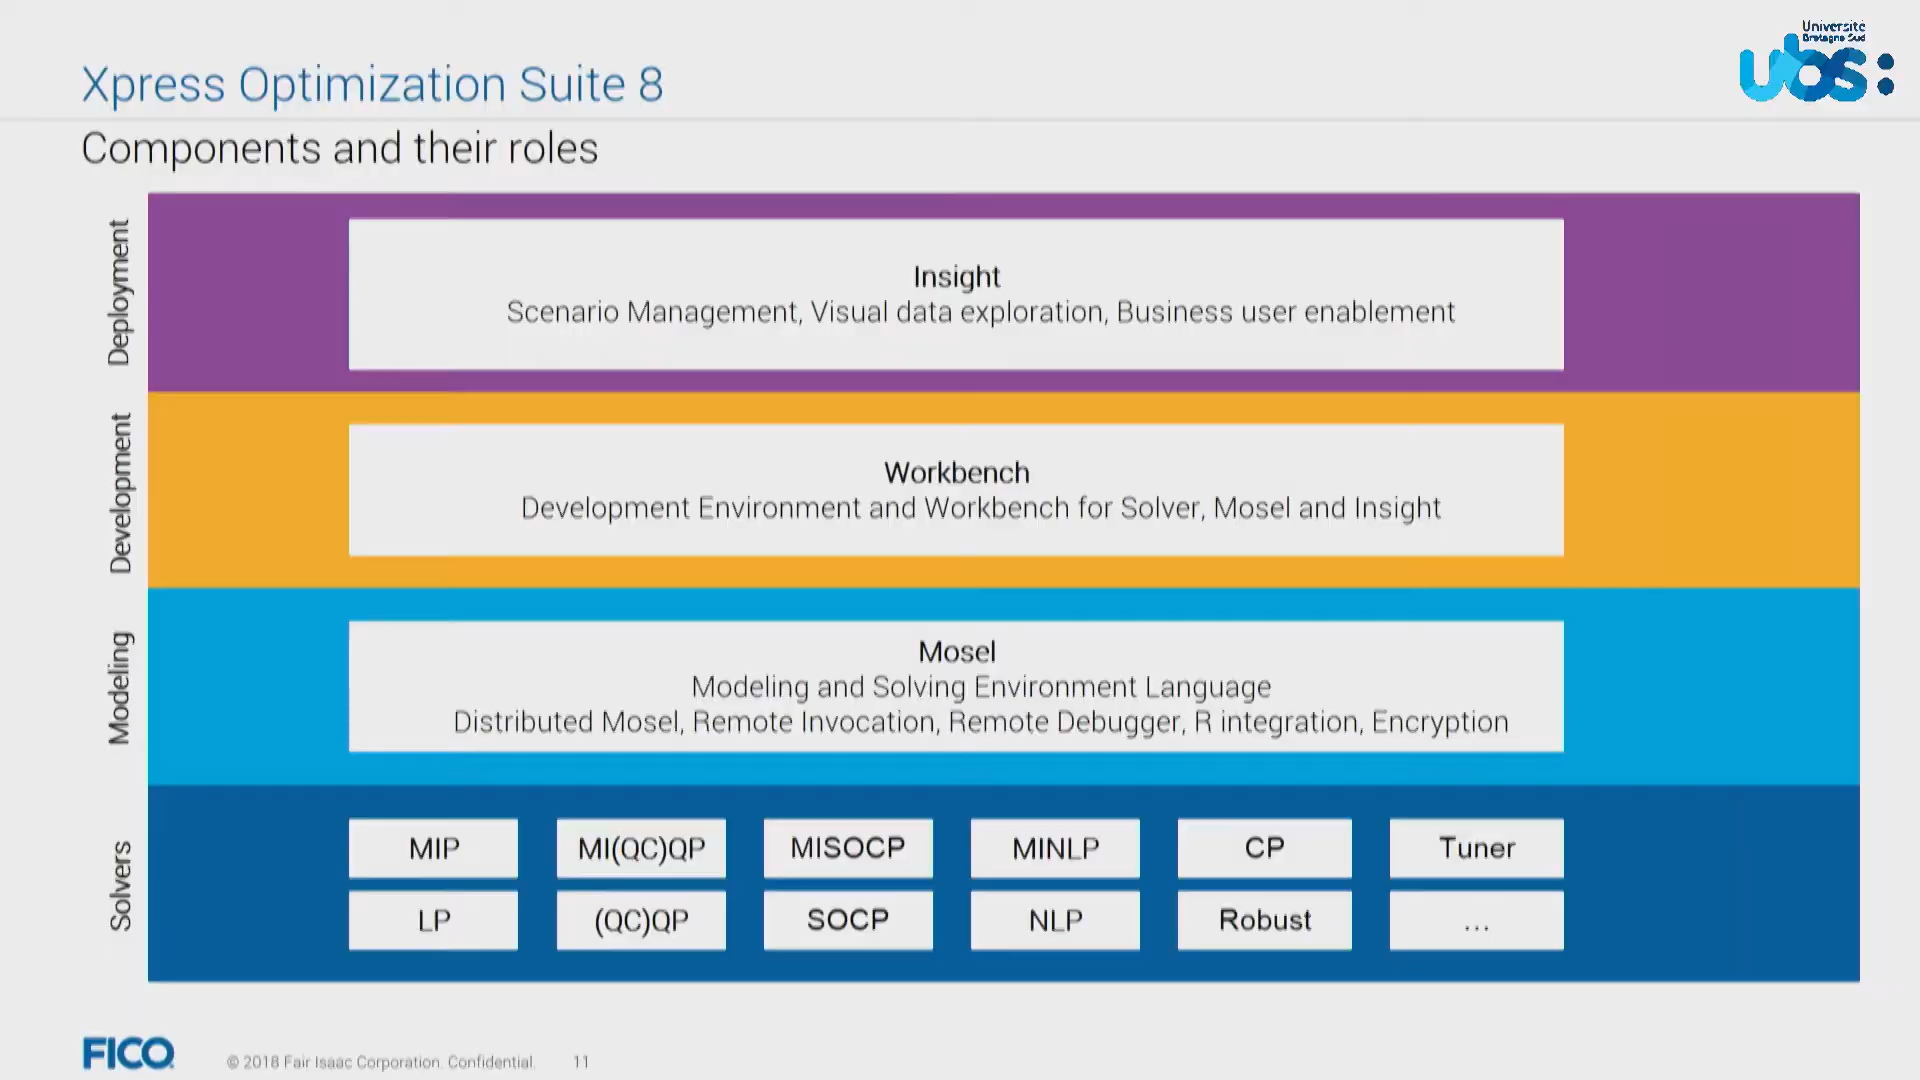 Université
Bretagne Sud
ubs:
Xpress Optimization Suite 8
Components and their roles
Deployment
Insight
Scenario Management, Visual data exploration, Business user enablement
Development
Workbench
Development Environment and Workbench for Solver, Mosel and Insight
Modeling
Mosel
Modeling and Solving Environment Language
Distributed Mosel, Remote Invocation, Remote Debugger, R integration, Encryption
Solvers
MIP MI(QC)QP MISOCP MINLP CP Tuner
LP (QC)QP SOCP NLP Robust ...
FICO © 2018 Fair Isaac Corporation. Confidential. 11